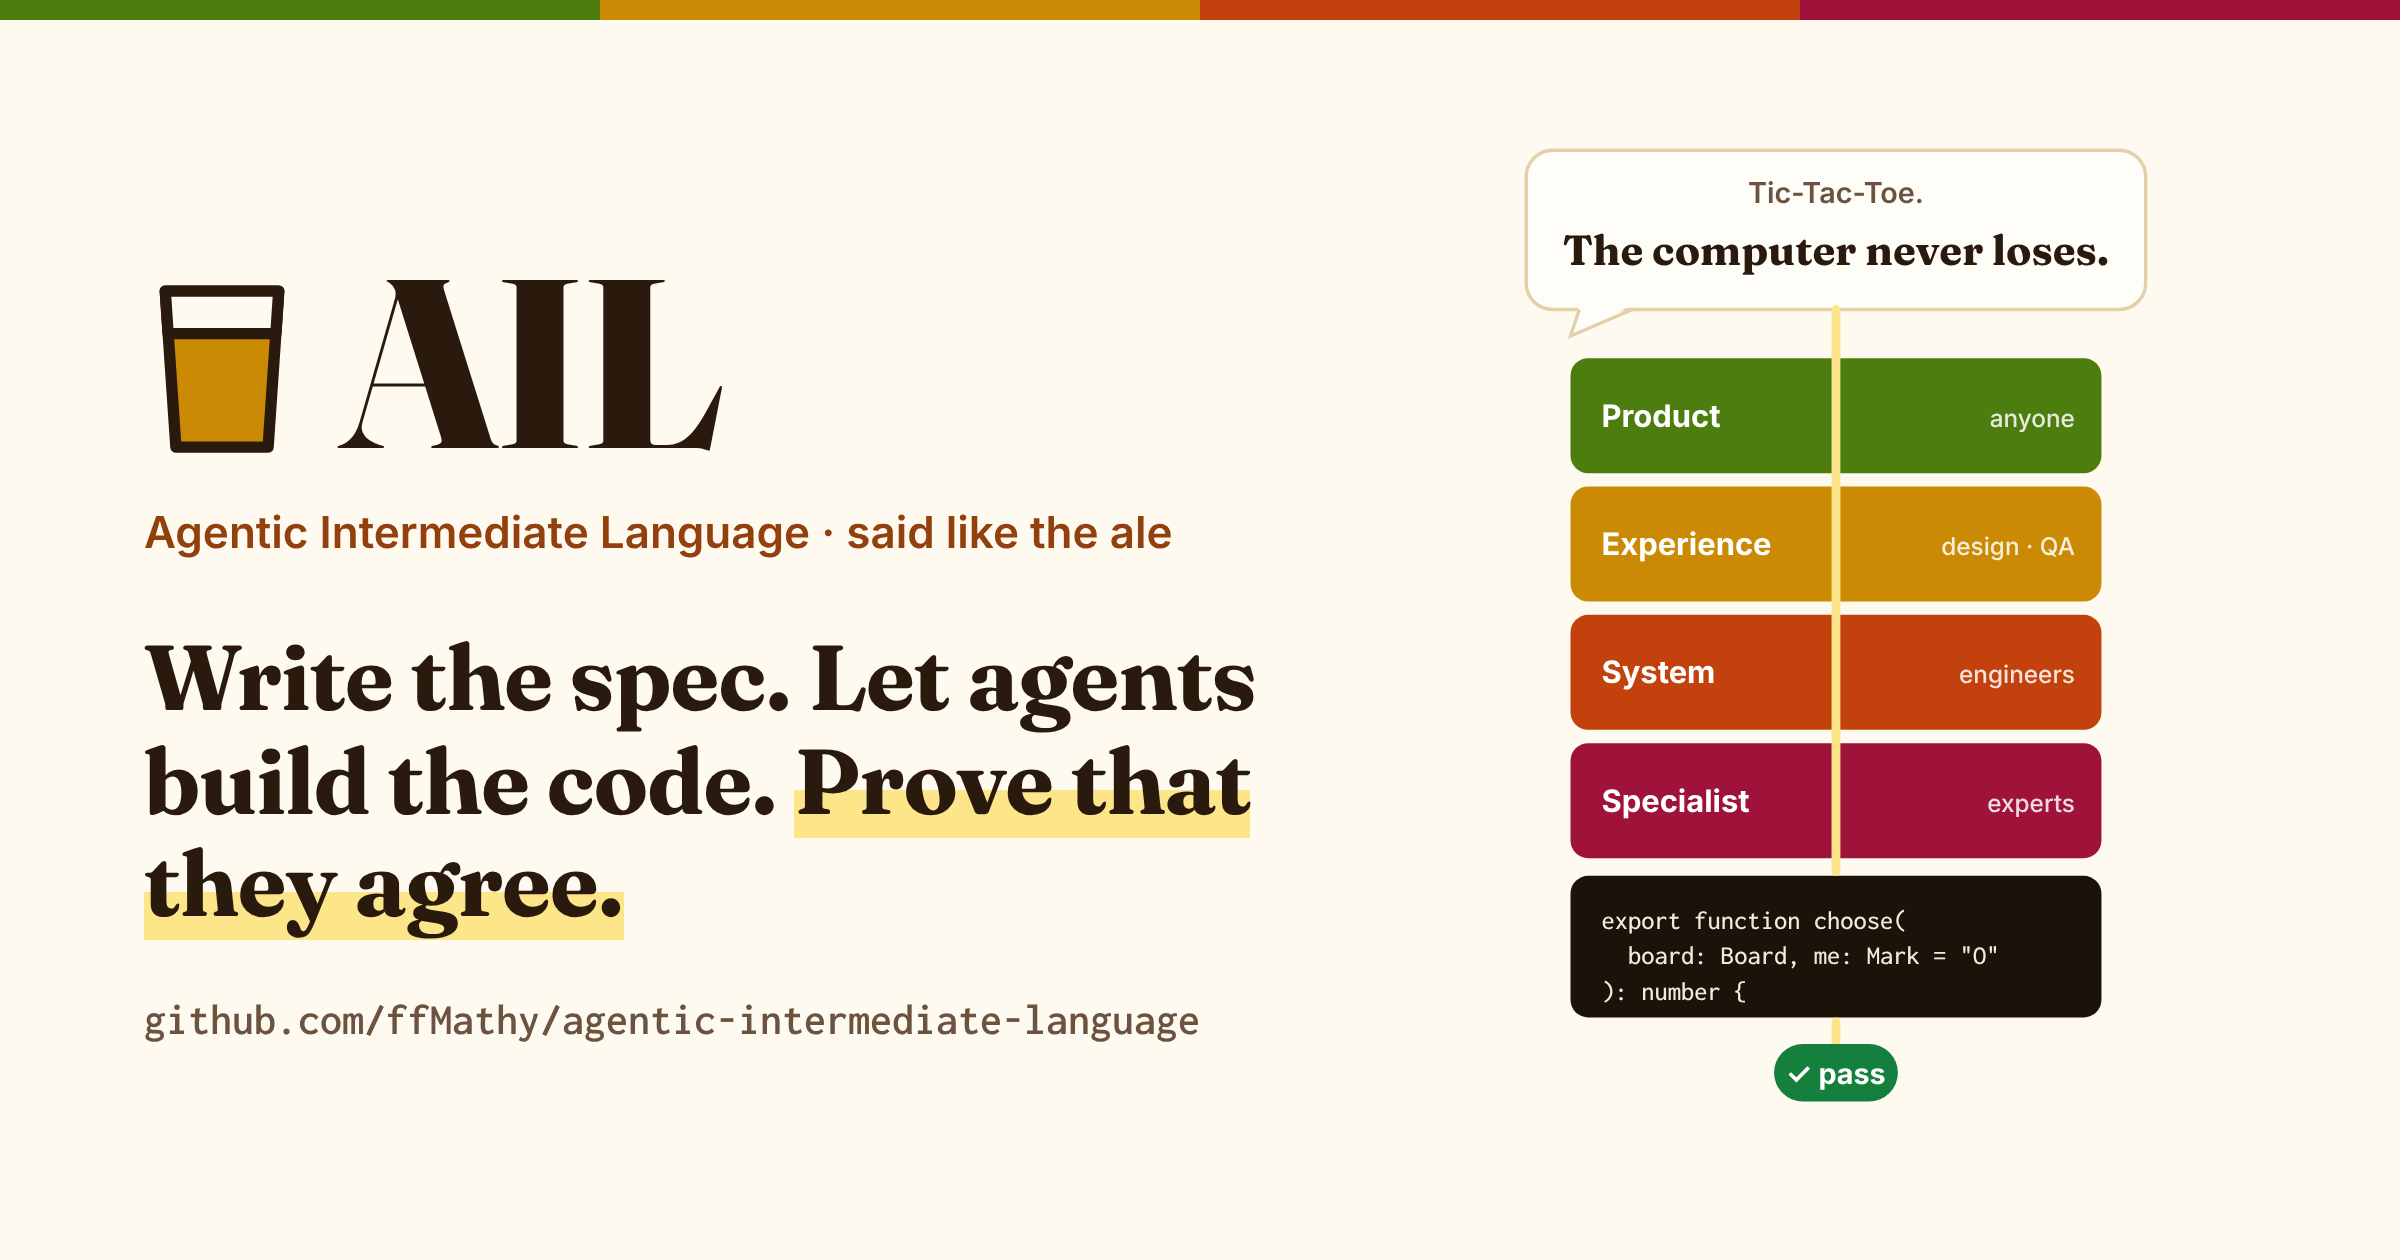 AIL
Agentic Intermediate Language · said like the ale
Write the spec. Let agents
build the code. Prove that
they agree.
github.com/ffMathy/agentic-intermediate-language
Tic-Tac-Toe.
The computer never loses.
Product anyone
Experience design · QA
System engineers
Specialist experts
export function choose(
  board: Board, me: Mark = "O"
): number {
✓ pass